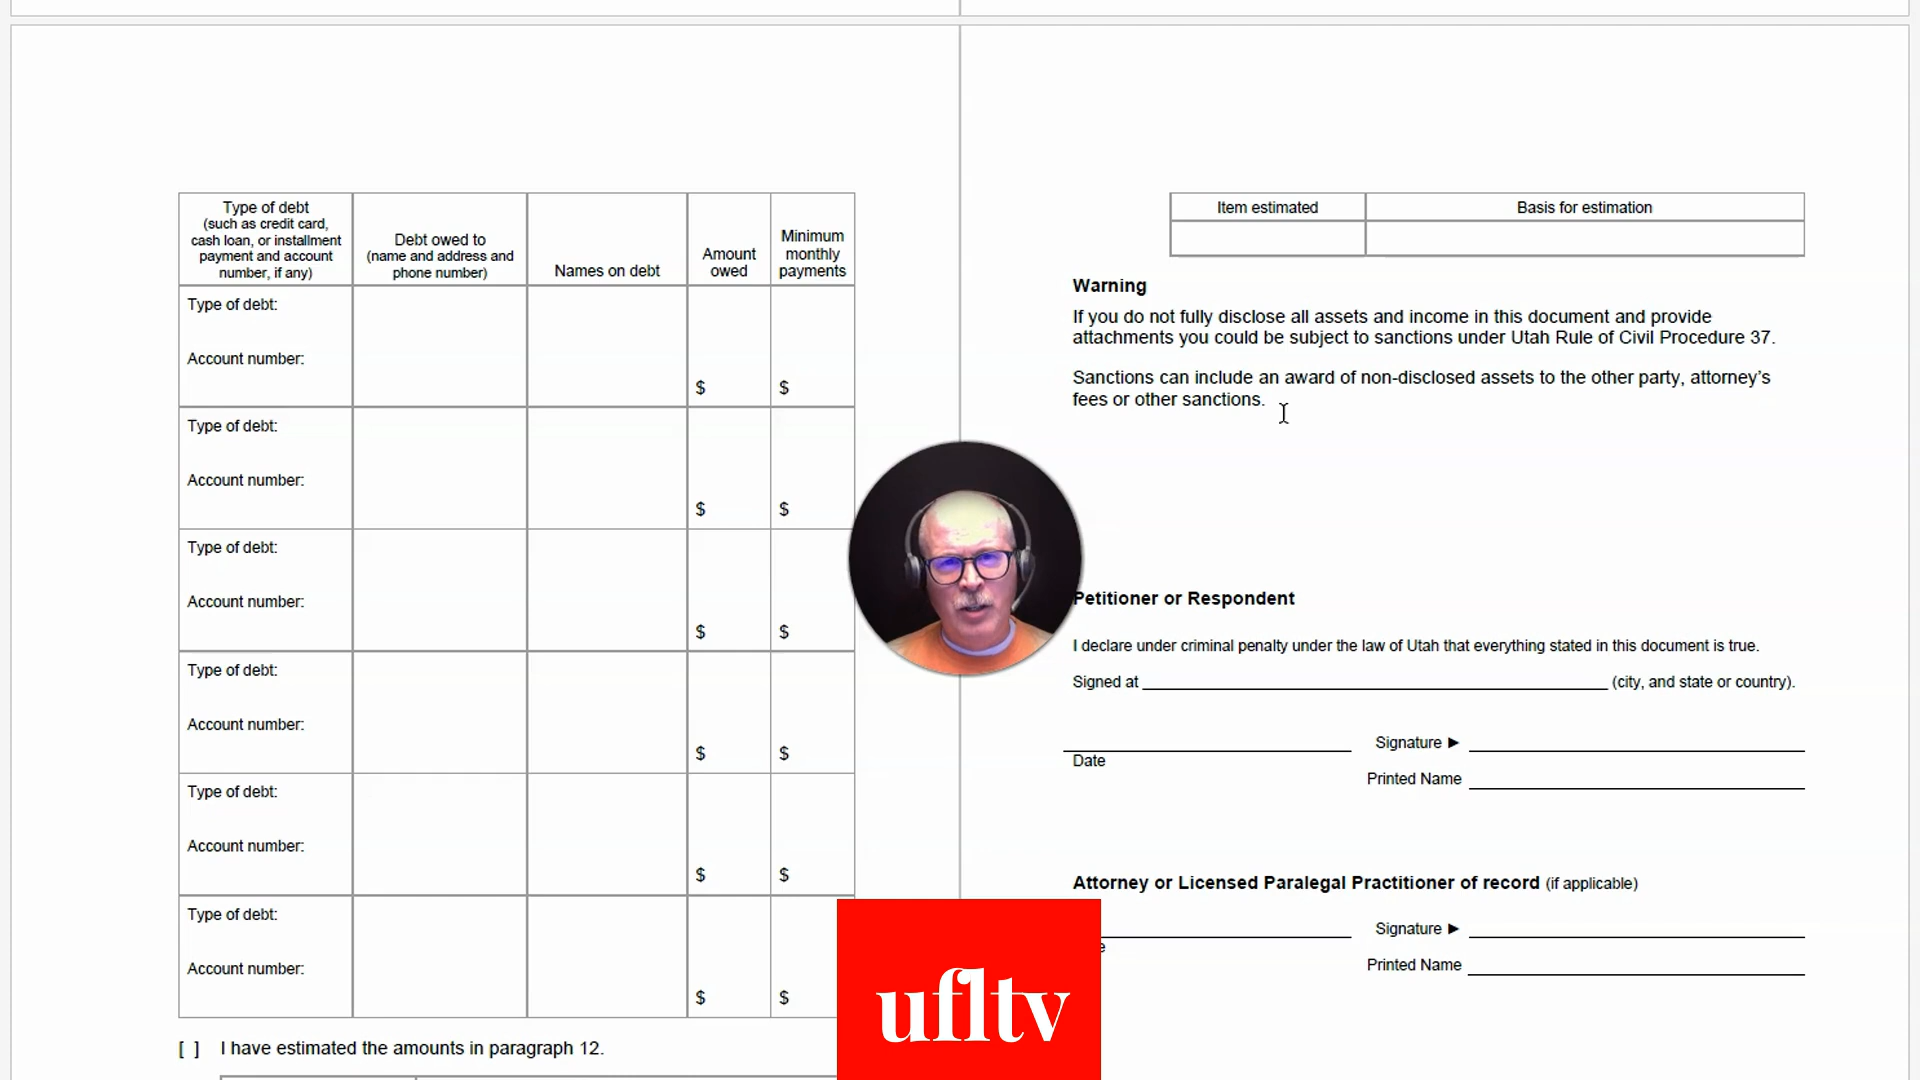 Type of debt
(such as credit card,
cash loan, or installment
payment and account
number, if any)
Debt owed to
(name and address and
phone number)
Names on debt
Amount
owed
Minimum
monthly
payments
Type of debt:
Account number:
$
$
Type of debt:
Account number:
$
$
Type of debt:
Account number:
$
$
Type of debt:
Account number:
$
$
Type of debt:
Account number:
$
$
Type of debt:
Account number:
$
$
[ ] I have estimated the amounts in paragraph 12.
Item estimated
Basis for estimation
Warning
If you do not fully disclose all assets and income in this document and provide
attachments you could be subject to sanctions under Utah Rule of Civil Procedure 37.
Sanctions can include an award of non-disclosed assets to the other party, attorney's
fees or other sanctions.
Petitioner or Respondent
I declare under criminal penalty under the law of Utah that everything stated in this document is true.
Signed at (city, and state or country).
Signature ►
Date
Printed Name
Attorney or Licensed Paralegal Practitioner of record (if applicable)
Signature ►
e
Printed Name
ufltv